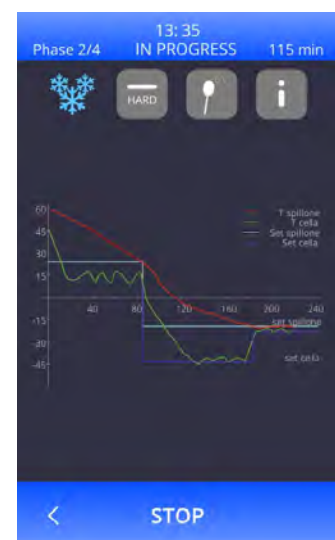 13: 35
Phase 2/4 IN PROGRESS 115 min
HARD
i
T spillone
T cella
Set spillone
Set cella
60
45
30
15
40 80 120 160 200 240
-15
set spillone
-30
set cella
-45
< STOP